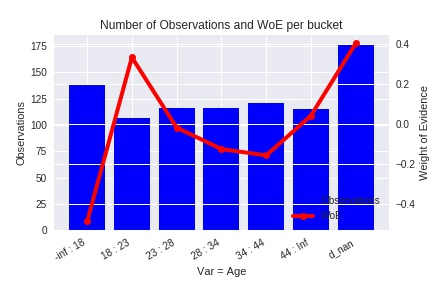 Number of Observations and WoE per bucket
175
150
125
100
75
50
25
0
Observations
0.4
0.2
0.0
−0.2
−0.4
Weight of Evidence
Observations
WoE
-inf : 18
18 : 23
23 : 28
28 : 34
34 : 44
44 : Inf
d_nan
Var = Age